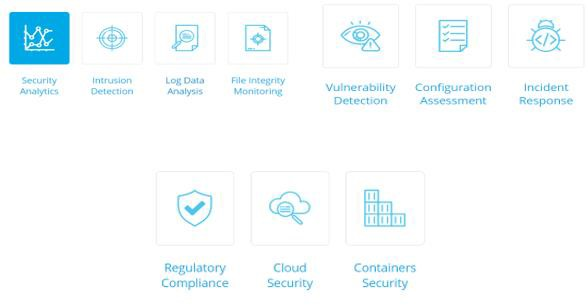 Security
Analytics
Intrusion
Detection
Log Data
Analysis
File Integrity
Monitoring
Vulnerability
Detection
Configuration
Assessment
Incident
Response
Regulatory
Compliance
Cloud
Security
Containers
Security